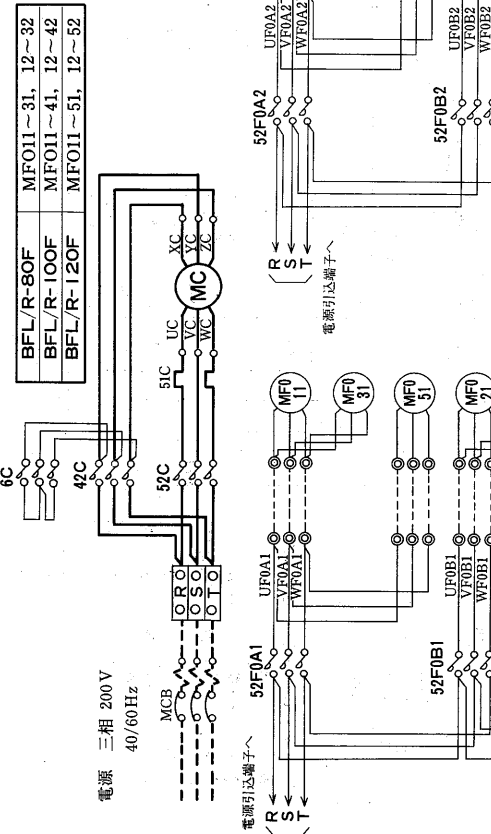 BFL/R-80F MFO11~31, 12~32
BFL/R-100F MFO11~41, 12~42
BFL/R-120F MFO11~51, 12~52
6C
42C
52C
51C
UC
VC
WC
MC
XC
YC
ZC
R
S
T
MCB
電源 三相 200V
40/60Hz
電源引込端子へ
R
S
T
52F0A1
UF0A1
VF0A1
WF0A1
MF0
11
MF0
31
MF0
51
52F0B1
UF0B1
VF0B1
WF0B1
MF0
21
電源引込端子へ
R
S
T
52F0A2
UF0A2
VF0A2
WF0A2
52F0B2
UF0B2
VF0B2
WF0B2